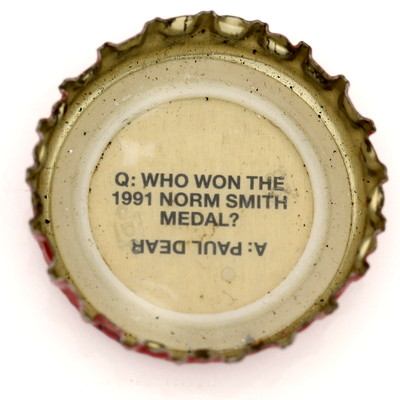 Q: WHO WON THE
1991 NORM SMITH
MEDAL?
A: PAUL DEAR